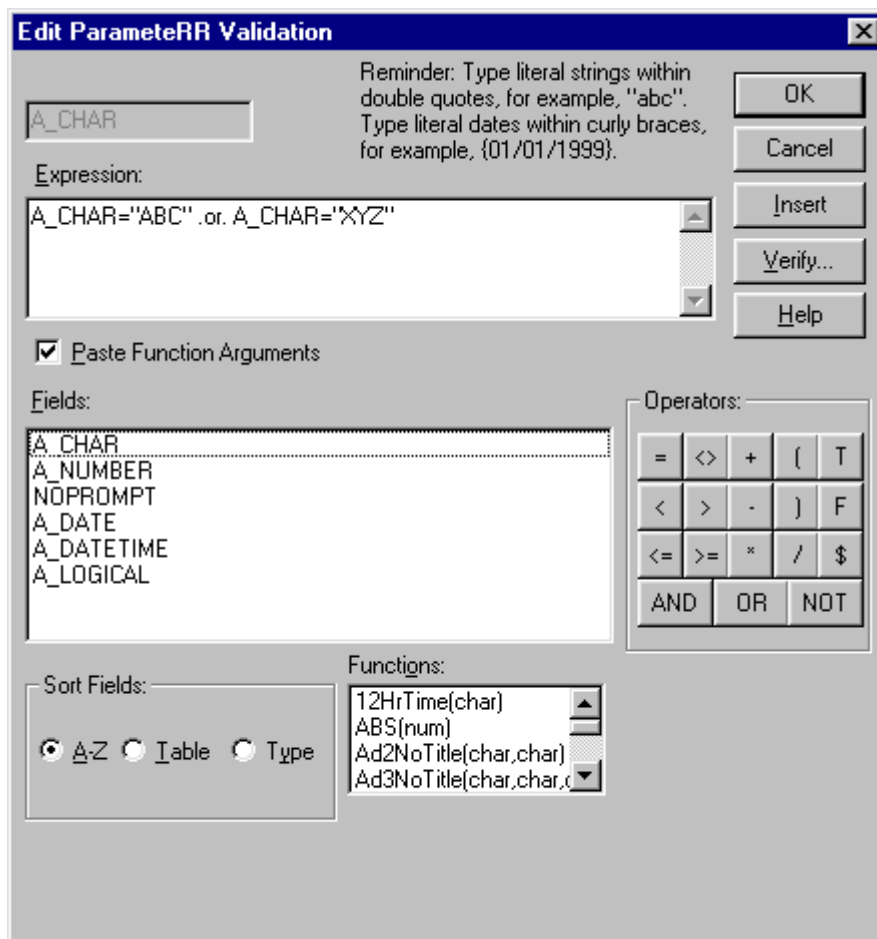 Edit ParameteRR Validation
A_CHAR
Reminder: Type literal strings within
double quotes, for example, "abc".
Type literal dates within curly braces,
for example, {01/01/1999}.
OK
Cancel
Insert
Verify...
Help
Expression:
A_CHAR="ABC" .or. A_CHAR="XYZ"
Paste Function Arguments
Fields:
A_CHAR
A_NUMBER
NOPROMPT
A_DATE
A_DATETIME
A_LOGICAL
Operators:
= <> + ( T
< > - ) F
<= >= * / $
AND OR NOT
Sort Fields:
A-Z Table Type
Functions:
12HrTime(char)
ABS(num)
Ad2NoTitle(char,char)
Ad3NoTitle(char,char,c